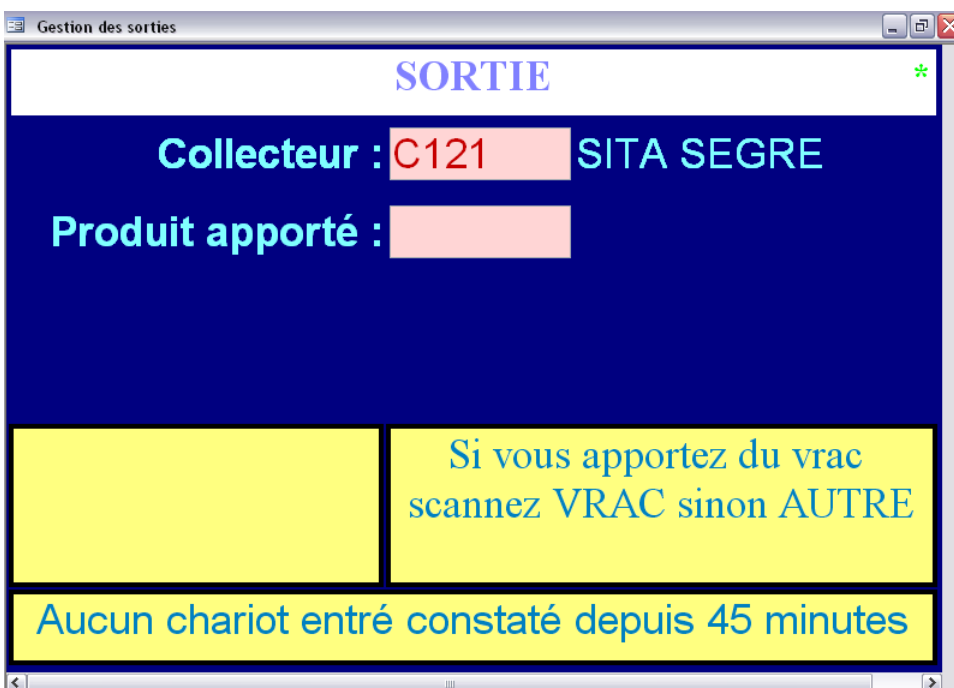 Gestion des sorties
SORTIE *
Collecteur : C121 SITA SEGRE
Produit apporté :
Si vous apportez du vrac
scannez VRAC sinon AUTRE
Aucun chariot entré constaté depuis 45 minutes